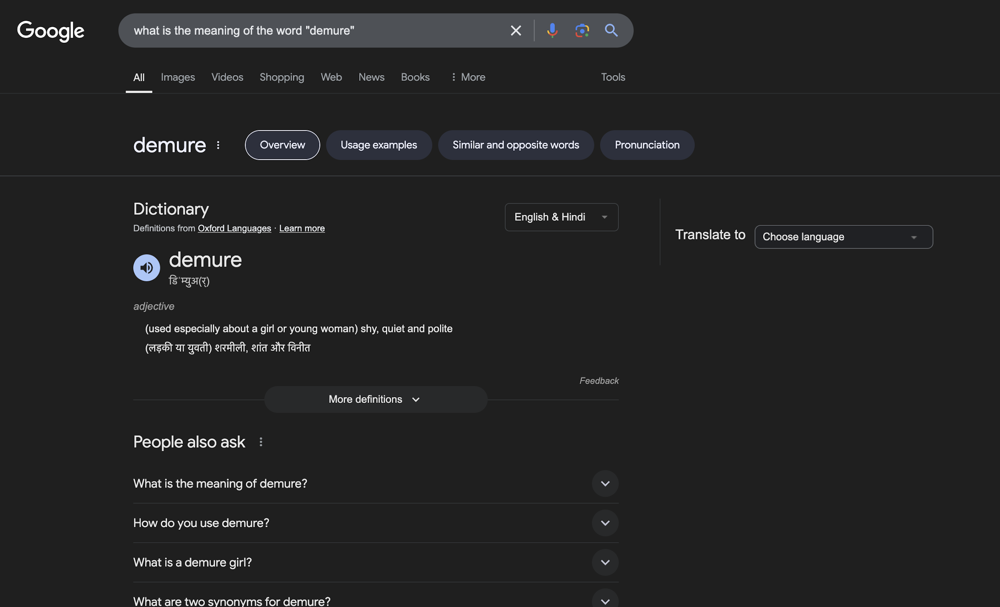 Google
what is the meaning of the word "demure"
All Images Videos Shopping Web News Books More Tools
demure Overview Usage examples Similar and opposite words Pronunciation
Dictionary
English & Hindi
Definitions from Oxford Languages · Learn more
Translate to Choose language
demure
डिˈम्युअ(र्)
adjective
(used especially about a girl or young woman) shy, quiet and polite
(लड़की या युवती) शरमीली, शांत और विनीत
Feedback
More definitions
People also ask
What is the meaning of demure?
How do you use demure?
What is a demure girl?
What are two synonyms for demure?